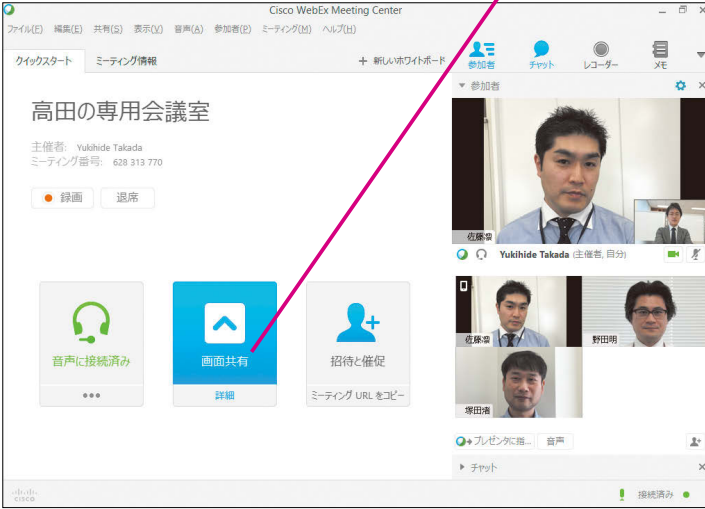 Cisco WebEx Meeting Center
ファイル(F) 編集(E) 共有(S) 表示(V) 音声(A) 参加者(P) ミーティング(M) ヘルプ(H)
クイックスタート ミーティング情報 + 新しいホワイトボード
参加者 チャット レコーダー メモ
参加者
高田の専用会議室
主催者: Yukihide Takada
ミーティング番号: 628 313 770
録画 退席
音声に接続済み
画面共有
詳細
招待と催促
ミーティング URL をコピー
佐藤潔
Yukihide Takada (主催者, 自分)
佐藤潔 野田明
塚田渚
プレゼンタに指... 音声
チャット
cisco
接続済み